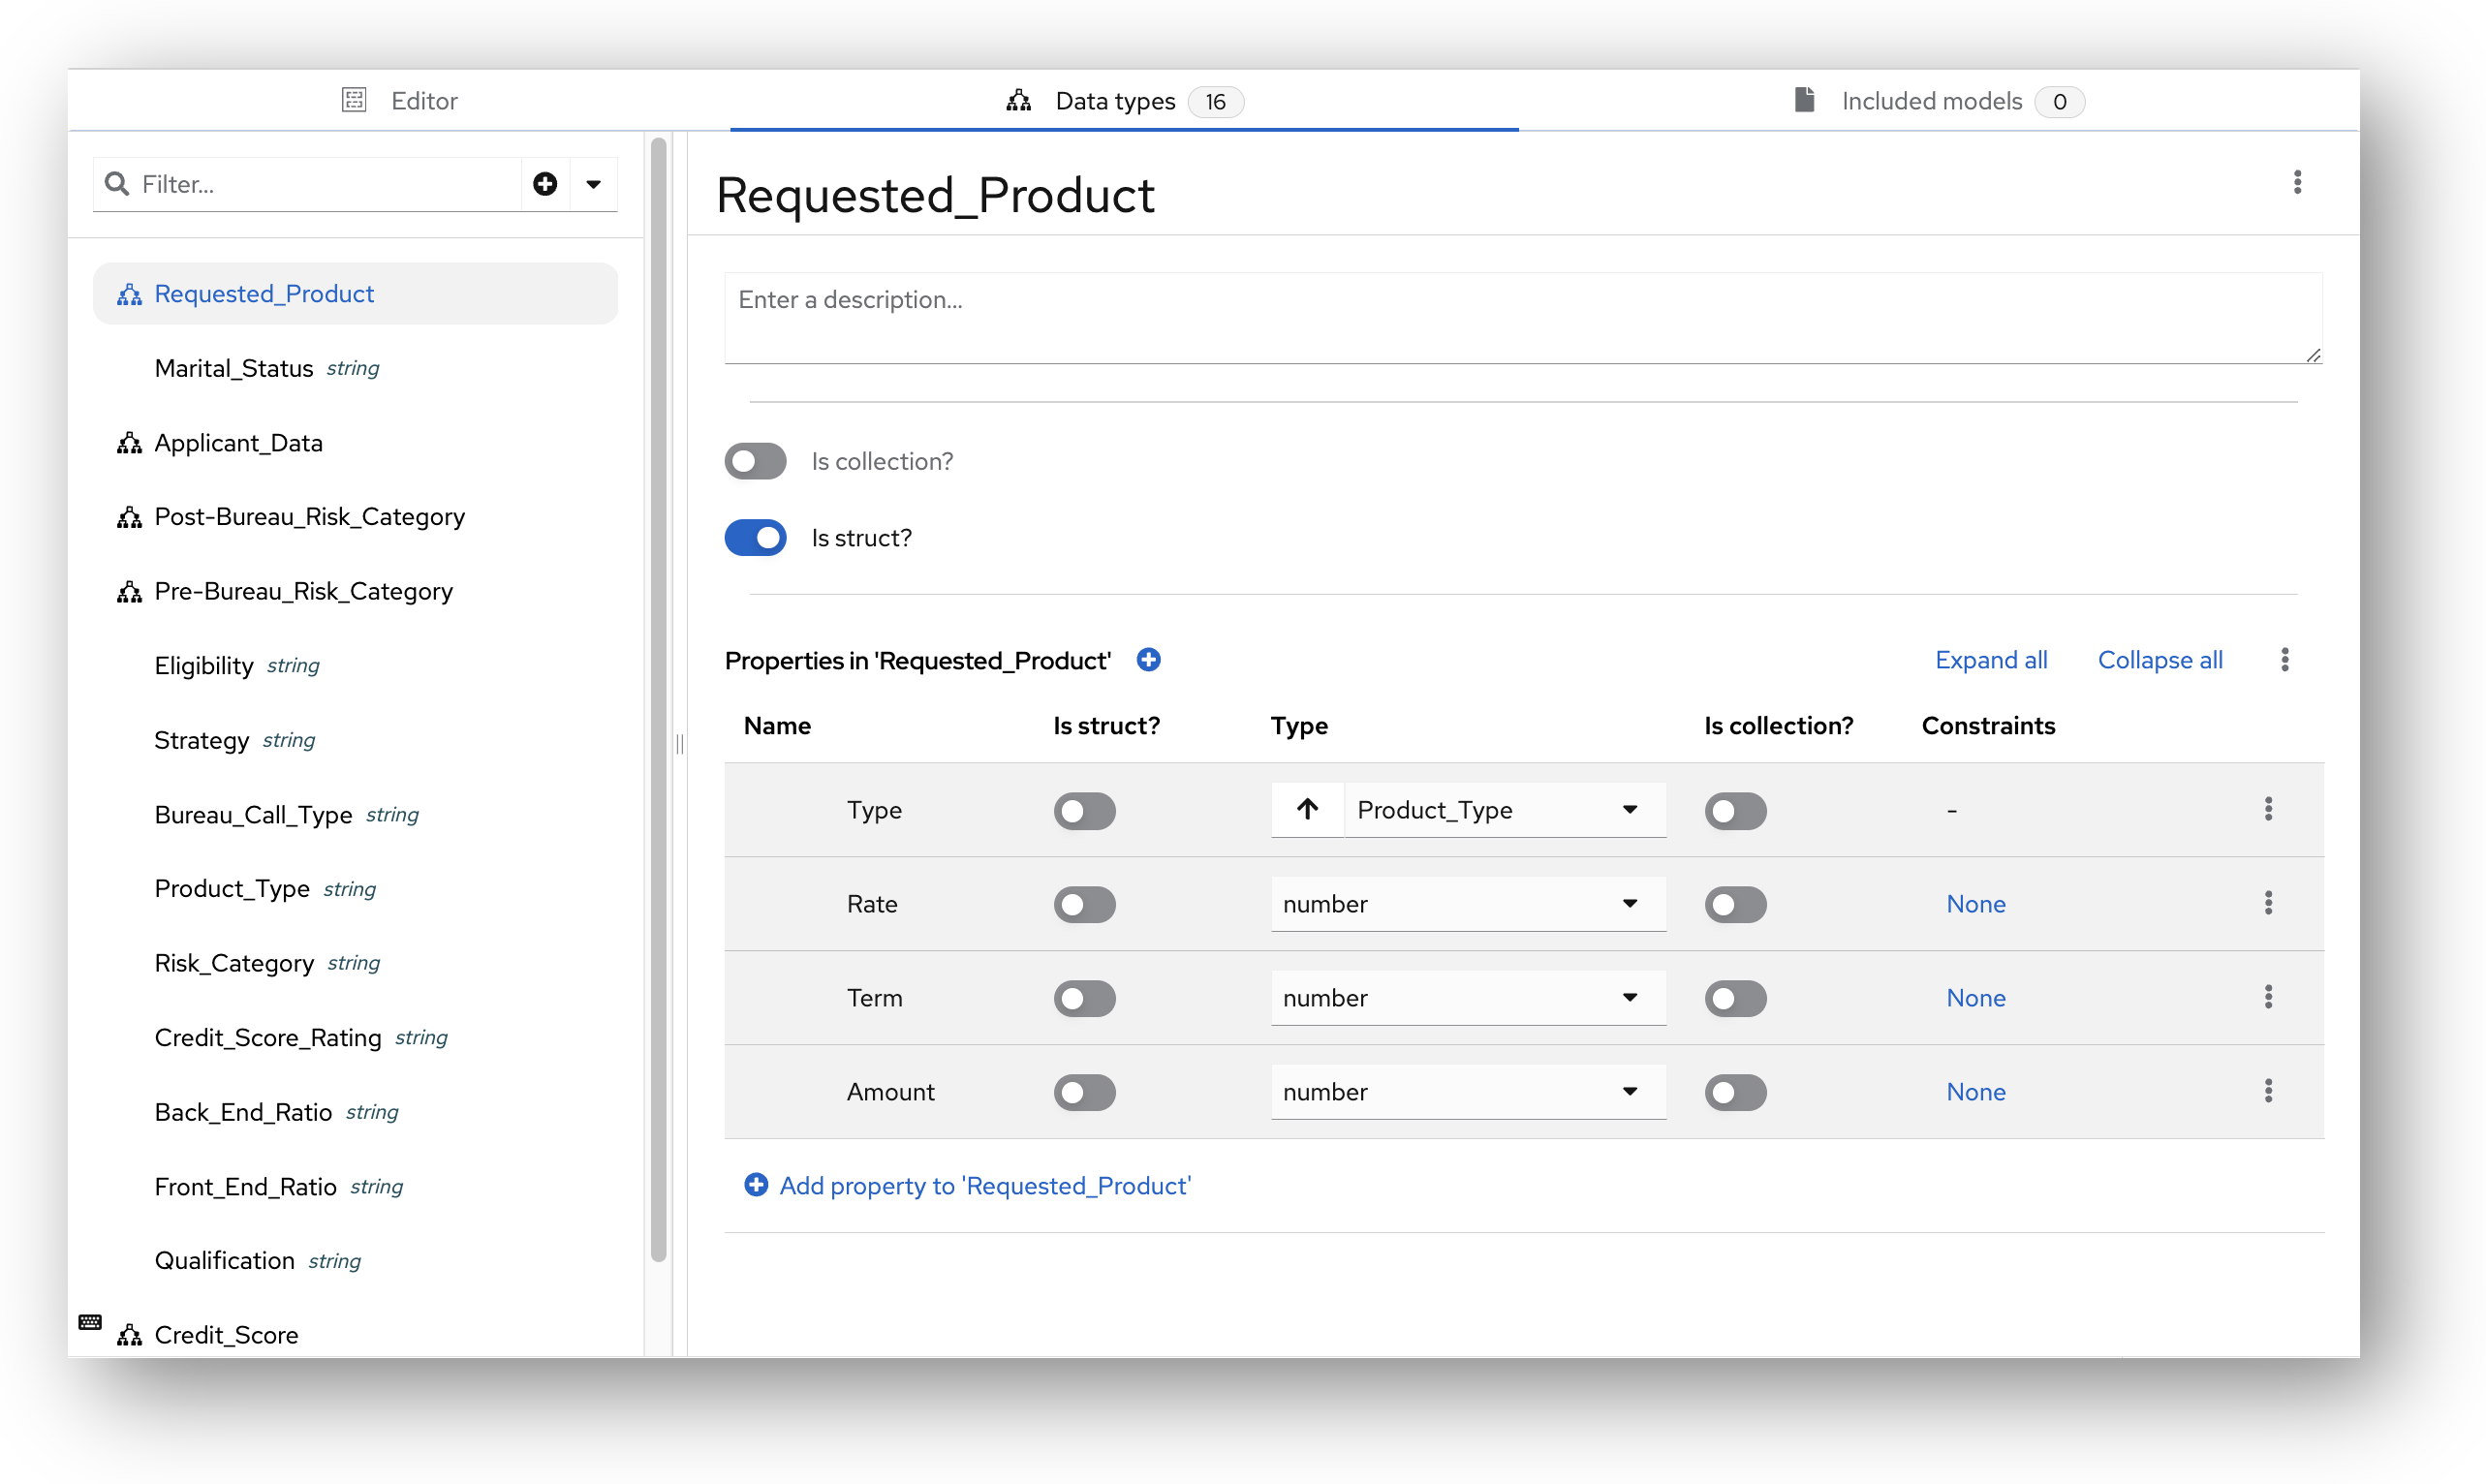 Editor
Data types 16
Included models 0
Filter...
Requested_Product
Marital_Status string
Applicant_Data
Post-Bureau_Risk_Category
Pre-Bureau_Risk_Category
Eligibility string
Strategy string
Bureau_Call_Type string
Product_Type string
Risk_Category string
Credit_Score_Rating string
Back_End_Ratio string
Front_End_Ratio string
Qualification string
Credit_Score
Requested_Product
Enter a description...
Is collection?
Is struct?
Properties in 'Requested_Product'
Expand all
Collapse all
Name Is struct? Type Is collection? Constraints
Type Product_Type -
Rate number None
Term number None
Amount number None
Add property to 'Requested_Product'